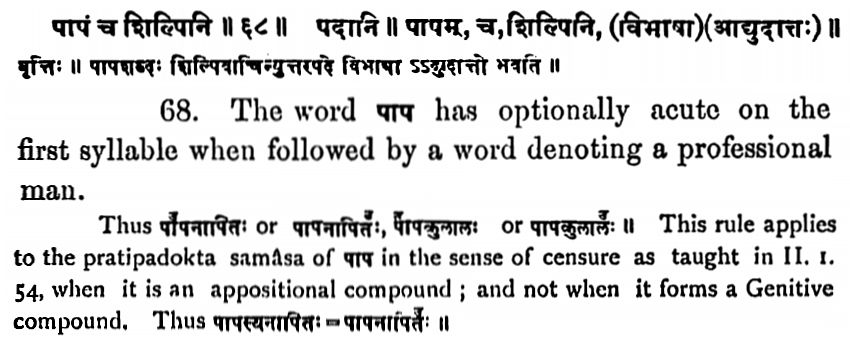 पापं च शिल्पिनि ॥ ६८ ॥ पदानि ॥ पापम्, च, शिल्पिनि, (विभाषा)(आद्युदात्तः) ॥
वृत्तिः ॥ पापशब्दः शिल्पिवाचिन्युत्तरपदे विभाषा ऽऽद्युदात्तो भवति ॥
68. The word पाप has optionally acute on the
first syllable when followed by a word denoting a professional
man.
Thus पा꣡पनापितः or पापनापितः꣡, पा꣡पकुलालः or पापकुलालः꣡ ॥ This rule applies
to the pratipadokta samâsa of पाप in the sense of censure as taught in II. 1.
54, when it is an appositional compound ; and not when it forms a Genitive
compound. Thus पापस्यनापितः = पापनापितः꣡ ॥